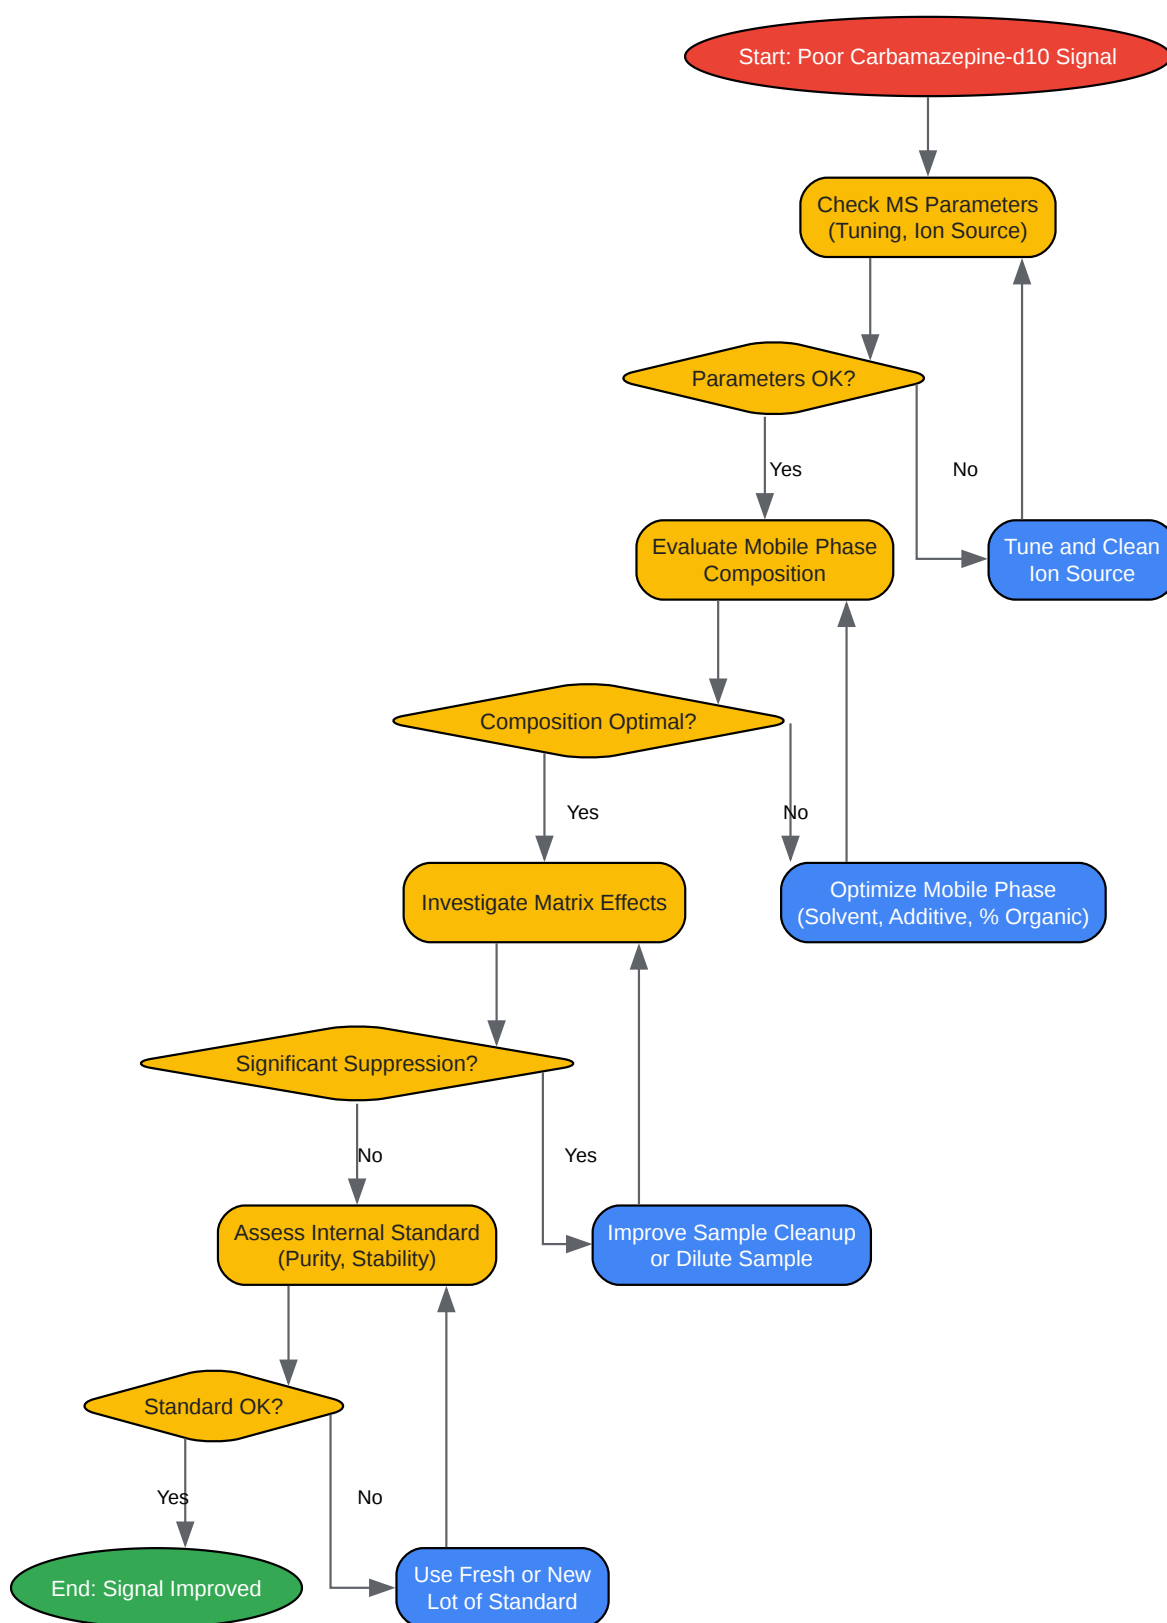 Start: Poor Carbamazepine-d10 Signal
Check MS Parameters
(Tuning, Ion Source)
Parameters OK?
Yes
No
Evaluate Mobile Phase
Composition
Tune and Clean
Ion Source
Composition Optimal?
Yes
No
Investigate Matrix Effects
Optimize Mobile Phase
(Solvent, Additive, % Organic)
Significant Suppression?
No
Yes
Assess Internal Standard
(Purity, Stability)
Improve Sample Cleanup
or Dilute Sample
Standard OK?
Yes
No
End: Signal Improved
Use Fresh or New
Lot of Standard